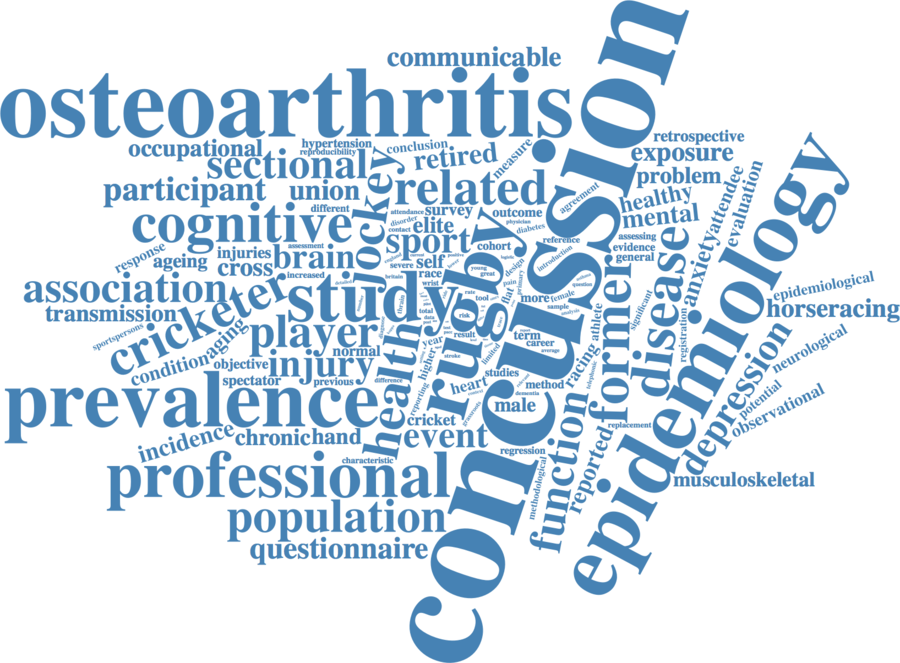 communicable
osteoarthritis
concussion
occupational
hypertension
reproducibility
conclusion
retired
measure
retrospective
exposure
sectional
jockey
problem
participant
union
related
agreement
healthy
mental
attendee
evaluation
epidemiology
different
attendance
survey
outcome
physician
disorder
contact
elite
diabetes
cognitive
rugby
sport
cohort
reference
assessing
evidence
general
disease
anxiety
response
injuries
assessment
brain
ageing
cross
increased
severe
self
race
wrist
young
great
design
pain
introduction
association
cricketer
study
tool
rate
flat
more
female
former
significant
epidemiological
horseracing
transmission
sportspersons
aging
player
health
total
data
risk
sample
analysis
athlete
registration
neurological
condition
objective
injury
normal
year
higher
result
term
career
average
racing
limited
depression
potential
observational
spectator
previous
difference
stroke
studies
heart
method
dementia
telephone
prevalence
reporting
male
cricket
function
reported
replacement
incidence
chronic
hand
event
regression
characteristic
methodological
professional
musculoskeletal
population
questionnaire